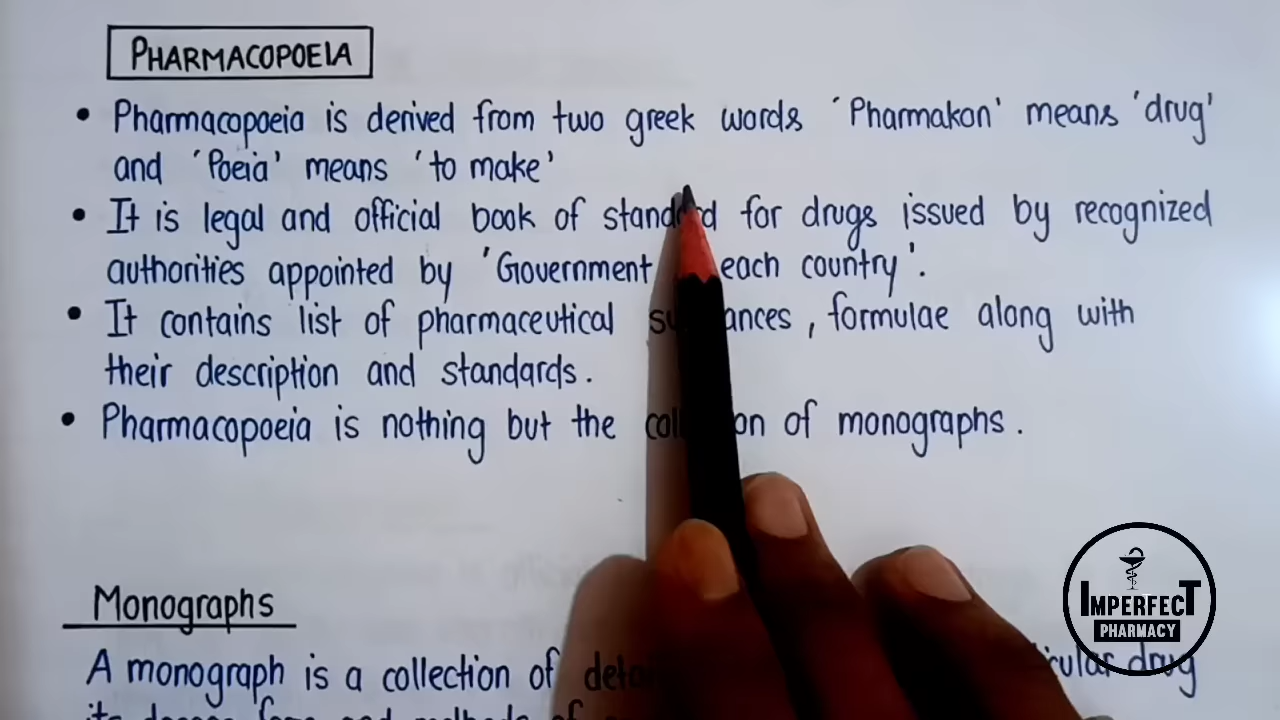 PHARMACOPOEIA
• Pharmacopoeia is derived from two greek words 'Pharmakon' means 'drug'
and 'Poeia' means 'to make'
• It is legal and official book of standard for drugs issued by recognized
authorities appointed by 'Government each country'.
• It contains list of pharmaceutical , formulae along with
their description and standards.
• Pharmacopoeia is nothing but the of monographs.
Monographs
A monograph is a collection of drug
its
IMPERFECT
PHARMACY